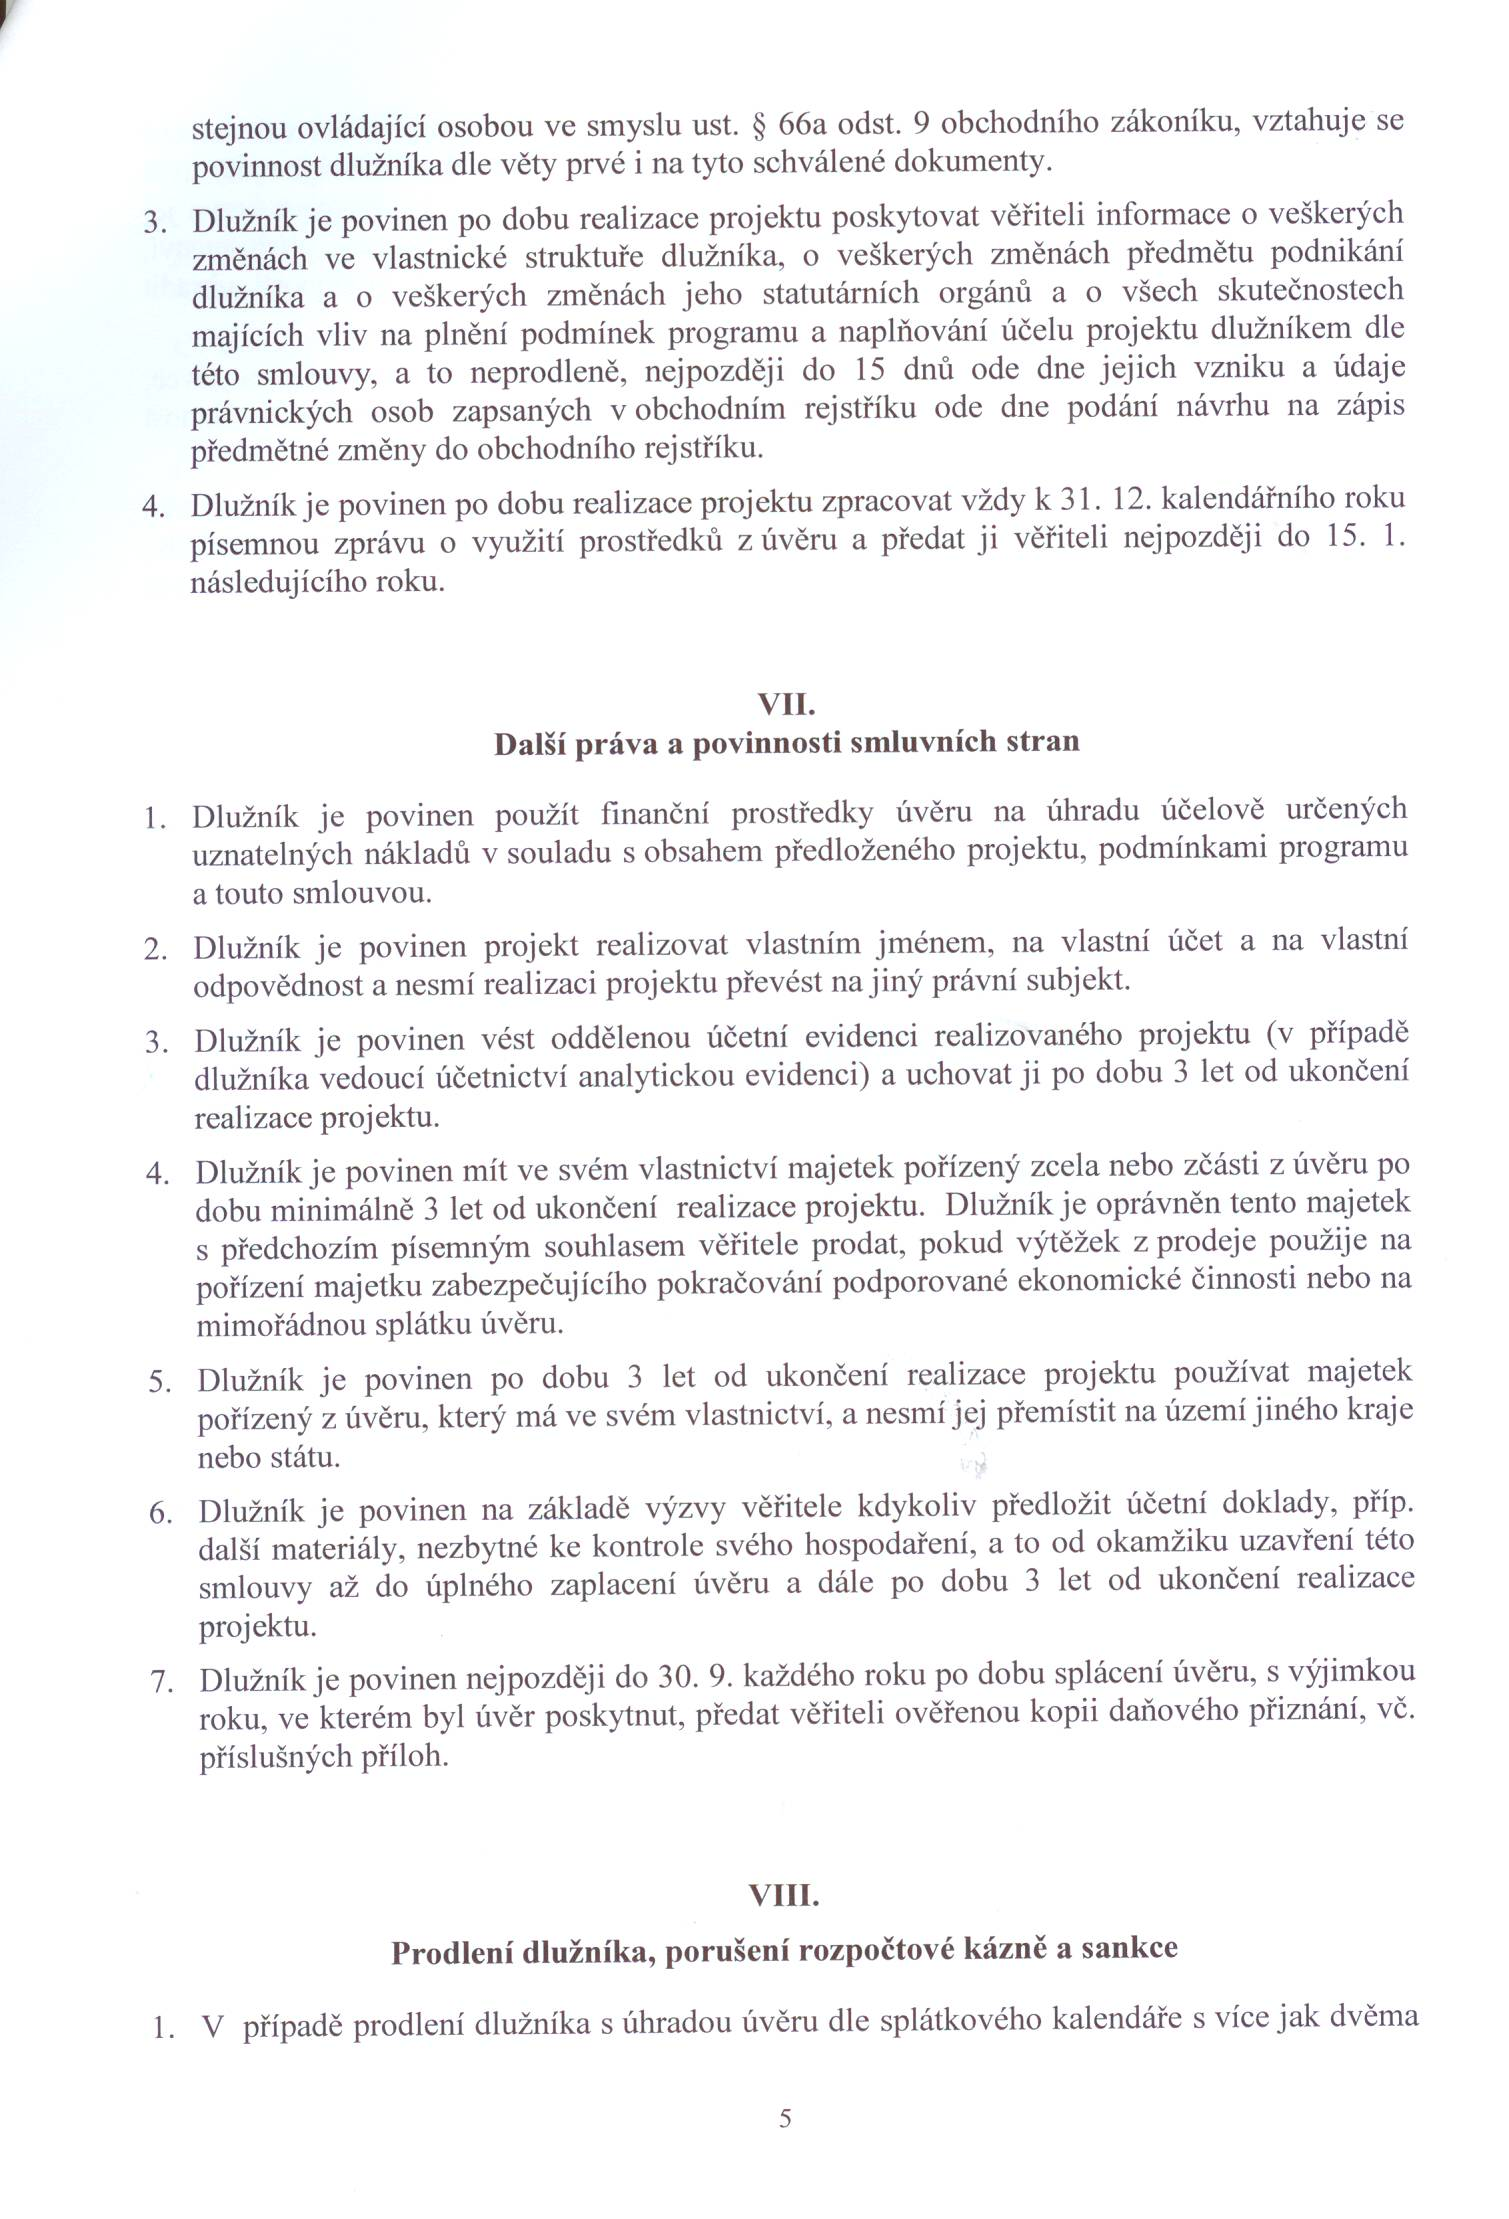 stejnou ovládající osobou ve smyslu ust. § 66a odst. 9 obchodního zákoníku, vztahuje se
povinnost dlužníka dle věty prvé i na tyto schválené dokumenty.
3. Dlužník je povinen po dobu realizace projektu poskytovat věřiteli informace o veškerých
změnách ve vlastnické struktuře dlužníka, o veškerých změnách předmětu podnikání
dlužníka a o veškerých změnách jeho statutárních orgánů a o všech skutečnostech
majících vliv na plnění podmínek programu a naplňování účelu projektu dlužníkem dle
této smlouvy, a to neprodleně, nejpozději do 15 dnů ode dne jejich vzniku a údaje
právnických osob zapsaných v obchodním rejstříku ode dne podání návrhu na zápis
předmětné změny do obchodního rejstříku.
4. Dlužník je povinen po dobu realizace projektu zpracovat vždy k 31. 12. kalendářního roku
písemnou zprávu o využití prostředků z úvěru a předat ji věřiteli nejpozději do 15. 1.
následujícího roku.
VII.
Další práva a povinnosti smluvních stran
1. Dlužník je povinen použít finanční prostředky úvěru na úhradu účelově určených
uznatelných nákladů v souladu s obsahem předloženého projektu, podmínkami programu
a touto smlouvou.
2. Dlužník je povinen projekt realizovat vlastním jménem, na vlastní účet a na vlastní
odpovědnost a nesmí realizaci projektu převést na jiný právní subjekt.
3. Dlužník je povinen vést oddělenou účetní evidenci realizovaného projektu (v případě
dlužníka vedoucí účetnictví analytickou evidenci) a uchovat ji po dobu 3 let od ukončení
realizace projektu.
4. Dlužník je povinen mít ve svém vlastnictví majetek pořízený zcela nebo zčásti z úvěru po
dobu minimálně 3 let od ukončení realizace projektu. Dlužník je oprávněn tento majetek
s předchozím písemným souhlasem věřitele prodat, pokud výtěžek z prodeje použije na
pořízení majetku zabezpečujícího pokračování podporované ekonomické činnosti nebo na
mimořádnou splátku úvěru.
5. Dlužník je povinen po dobu 3 let od ukončení realizace projektu používat majetek
pořízený z úvěru, který má ve svém vlastnictví, a nesmí jej přemístit na území jiného kraje
nebo státu.
6. Dlužník je povinen na základě výzvy věřitele kdykoliv předložit účetní doklady, příp.
další materiály, nezbytné ke kontrole svého hospodaření, a to od okamžiku uzavření této
smlouvy až do úplného zaplacení úvěru a dále po dobu 3 let od ukončení realizace
projektu.
7. Dlužník je povinen nejpozději do 30. 9. každého roku po dobu splácení úvěru, s výjimkou
roku, ve kterém byl úvěr poskytnut, předat věřiteli ověřenou kopii daňového přiznání, vč.
příslušných příloh.
VIII.
Prodlení dlužníka, porušení rozpočtové kázně a sankce
1. V případě prodlení dlužníka s úhradou úvěru dle splátkového kalendáře s více jak dvěma
5